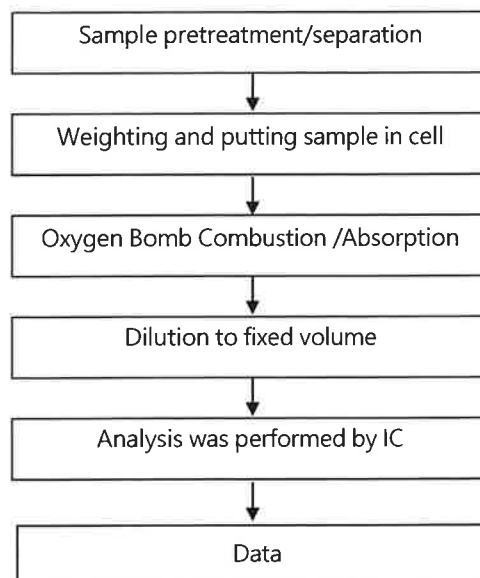 Sample pretreatment/separation
Weighting and putting sample in cell
Oxygen Bomb Combustion /Absorption
Dilution to fixed volume
Analysis was performed by IC
Data